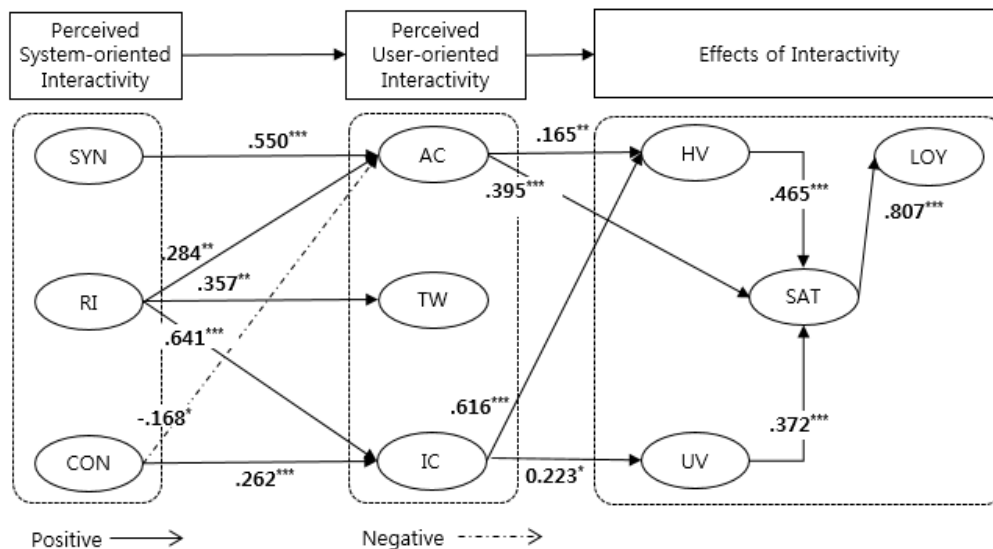 Perceived
System-oriented
Interactivity
Perceived
User-oriented
Interactivity
Effects of Interactivity
SYN
.550***
AC
.165**
HV
LOY
.395***
.465***
.807***
.284**
RI
.357**
TW
SAT
.641***
-.168*
.616***
.372***
CON
.262***
IC
0.223*
UV
Positive
Negative